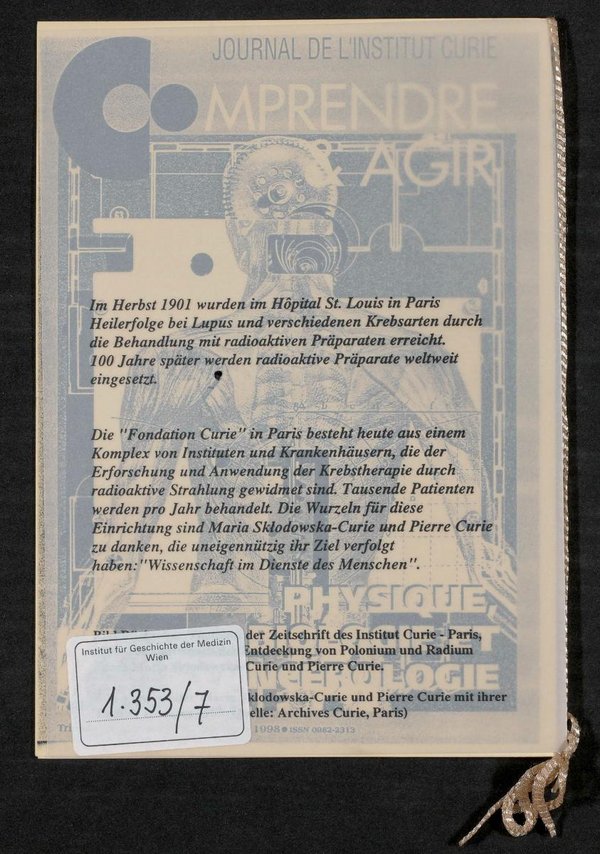 JOURNAL DE L'INSTITUT CURIE
COMPRENDRE
& AGIR
Im Herbst 1901 wurden im Hôpital St. Louis in Paris
Heilerfolge bei Lupus und verschiedenen Krebsarten durch
die Behandlung mit radioaktiven Präparaten erreicht.
100 Jahre später werden radioaktive Präparate weltweit
eingesetzt.
Die "Fondation Curie" in Paris besteht heute aus einem
Komplex von Instituten und Krankenhäusern, die der
Erforschung und Anwendung der Krebstherapie durch
radioaktive Strahlung gewidmet sind. Tausende Patienten
werden pro Jahr behandelt. Die Wurzeln für diese
Einrichtung sind Maria Skłodowska-Curie und Pierre Curie
zu danken, die uneigennützig ihr Ziel verfolgt
haben:"Wissenschaft im Dienste des Menschen".
PHYSIQUE,
der Zeitschrift des Institut Curie - Paris,
ntdeckung von Polonium und Radium
Curie und Pierre Curie.
CEROLOGIE
kłodowska-Curie und Pierre Curie mit ihrer
elle: Archives Curie, Paris)
1998 ● ISSN 0982-2313
Institut für Geschichte der Medizin
Wien
1.353/7